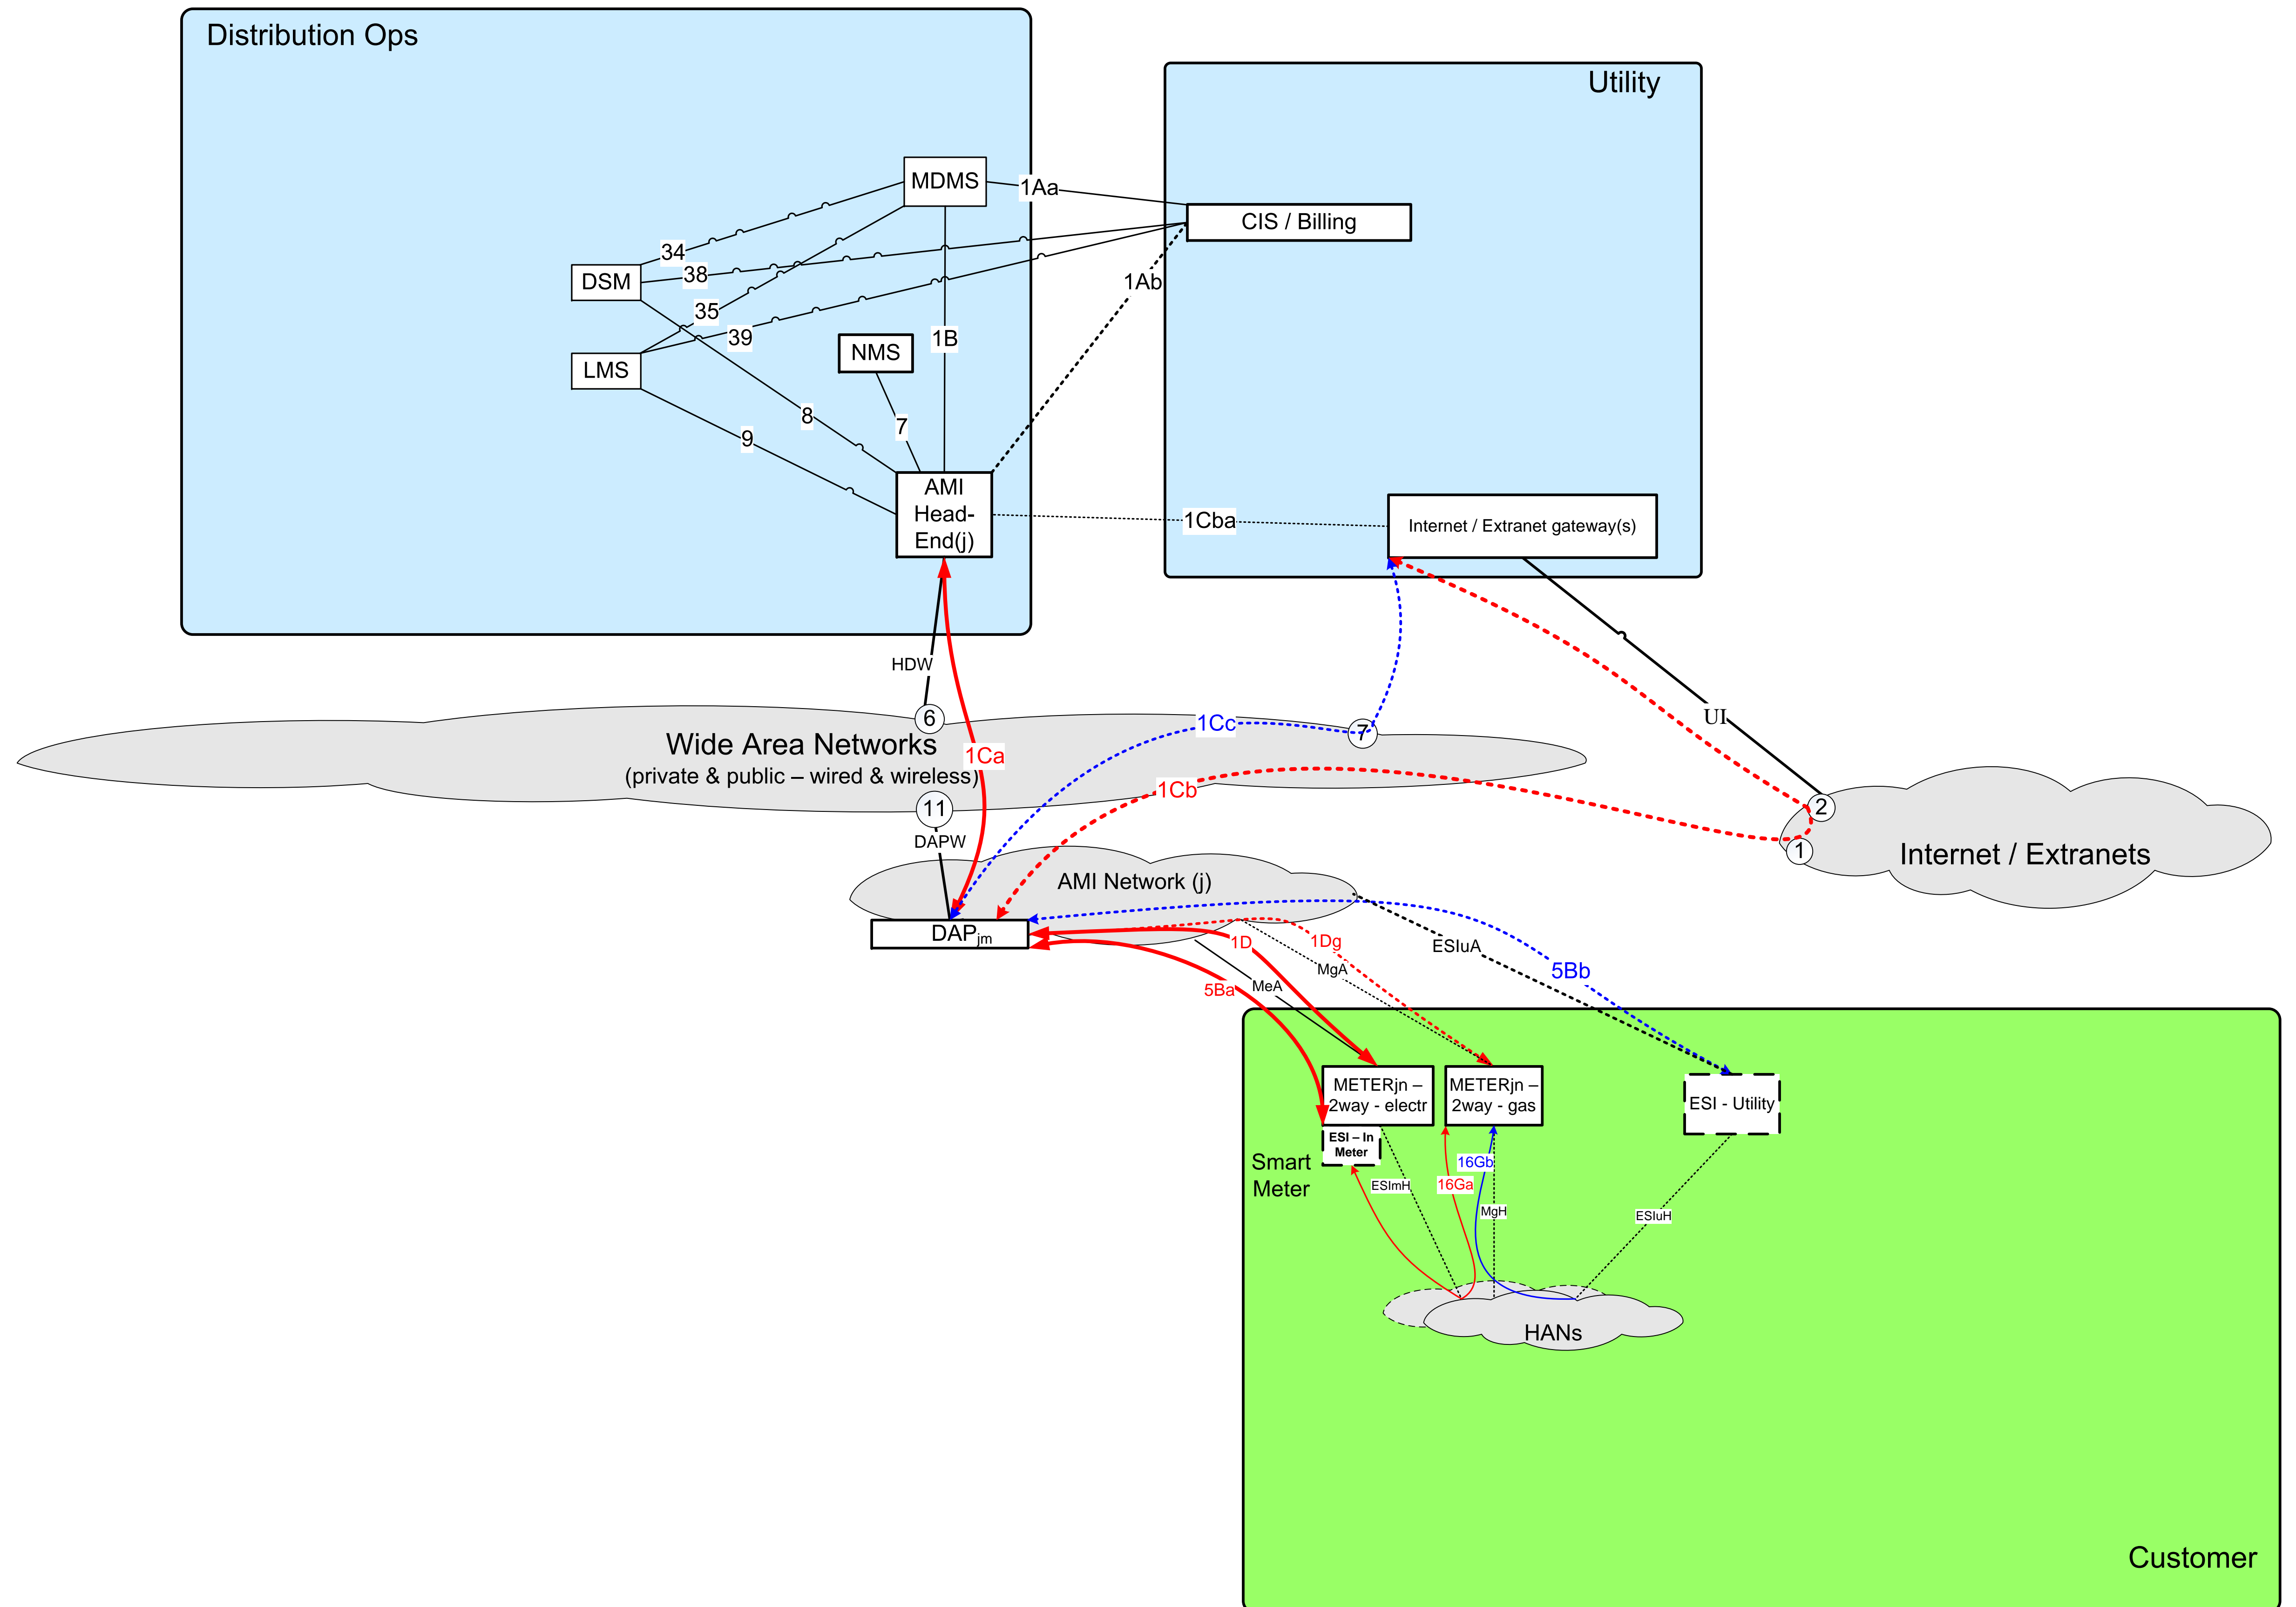 Distribution Ops
Utility
MDMS
1Aa
CIS / Billing
34
DSM
38
1Ab
35
39
1B
NMS
LMS
8
7
9
AMI
Head-
End(j)
1Cba
Internet / Extranet gateway(s)
HDW
6
1Cc
7
UI
Wide Area Networks
(private & public – wired & wireless)
1Ca
1Cb
2
11
DAPW
1
Internet / Extranets
AMI Network (j)
DAPjm
1D
1Dg
ESIuA
MgA
5Bb
MeA
5Ba
METERjn –
2way - electr
METERjn –
2way - gas
ESI - Utility
ESI – In
Meter
Smart
Meter
16Gb
ESImH
16Ga
MgH
ESIuH
HANs
Customer